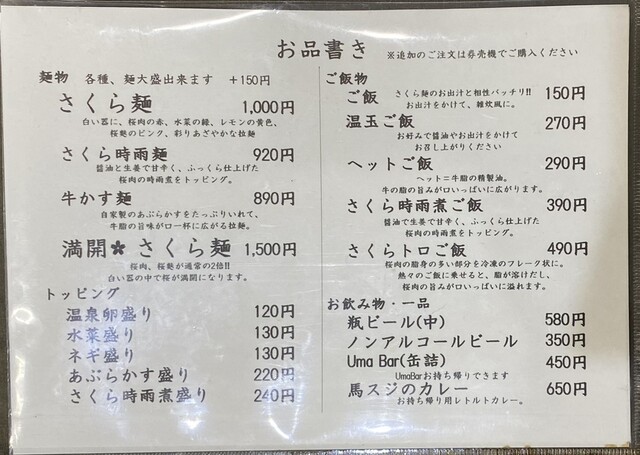 お品書き ※追加のご注文は券売機でご購入ください
麺物 各種、麺大盛出来ます +150円
さくら麺 1,000円
白い器に、桜肉の赤、水菜の緑、レモンの黄色、
桜麩のピンク、彩りあざやかな拉麺
さくら時雨麺 920円
醤油と生姜で甘辛く、ふっくら仕上げた
桜肉の時雨煮をトッピング。
牛かす麺 890円
自家製のあぶらかすをたっぷりいれて、
牛脂の旨味が口一杯に広がる拉麺。
満開✽さくら麺 1,500円
桜肉、桜麩が通常の2倍!!
白い器の中で桜が満開になります。
トッピング
温泉卵盛り 120円
水菜盛り 130円
ネギ盛り 130円
あぶらかす盛り 220円
さくら時雨煮盛り 240円
ご飯物
ご飯 さくら麺のお出汁と相性バッチリ!! 150円
お出汁をかけて、雑炊風に。
温玉ご飯 270円
お好みで醤油やお出汁をかけて
お召し上がりください
ヘットご飯 290円
ヘット=牛脂の精製油。
牛の脂の旨みが口いっぱいに広がります。
さくら時雨煮ご飯 390円
醤油で生姜で甘辛く、ふっくら仕上げた
桜肉の時雨煮をトッピング。
さくらトロご飯 490円
桜肉の脂身の多い部分を冷凍のフレーク状に。
熱々のご飯に乗せると、脂が溶けだし、
桜肉の旨みが口いっぱいに溢れます。
お飲み物・一品
瓶ビール(中) 580円
ノンアルコールビール 350円
Uma Bar(缶詰) 450円
UmaBarお持ち帰りできます
馬スジのカレー 650円
お持ち帰り用レトルトカレー。